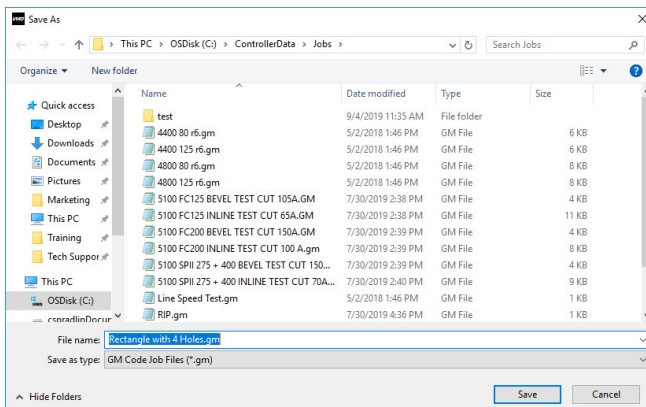 VMD Save As
This PC > OSDisk (C:) > ControllerData > Jobs >
Search Jobs
Organize New folder
Name Date modified Type Size
Quick access
Desktop
Downloads
Documents
Pictures
Marketing
This PC
Training
Tech Suppor
This PC
OSDisk (C:)
cspradlinDocur
test 9/4/2019 11:35 AM File folder
4400 80 r6.gm 5/2/2018 1:46 PM GM File 6 KB
4400 125 r6.gm 5/2/2018 1:46 PM GM File 6 KB
4800 80 r6.gm 5/2/2018 1:46 PM GM File 8 KB
4800 125 r6.gm 5/2/2018 1:46 PM GM File 8 KB
5100 FC125 BEVEL TEST CUT 105A.GM 7/30/2019 2:38 PM GM File 4 KB
5100 FC125 INLINE TEST CUT 65A.GM 7/30/2019 2:38 PM GM File 11 KB
5100 FC200 BEVEL TEST CUT 150A.GM 7/30/2019 2:39 PM GM File 4 KB
5100 FC200 INLINE TEST CUT 100 A.gm 7/30/2019 2:39 PM GM File 8 KB
5100 SPII 275 + 400 BEVEL TEST CUT 150... 7/30/2019 2:39 PM GM File 4 KB
5100 SPII 275 + 400 INLINE TEST CUT 70A... 7/30/2019 2:40 PM GM File 9 KB
Line Speed Test.gm 5/2/2018 1:46 PM GM File 1 KB
RIP.gm 7/30/2019 4:36 PM GM File 1 KB
File name: Rectangle with 4 Holes.gm
Save as type: GM Code Job Files (*.gm)
Hide Folders
Save Cancel